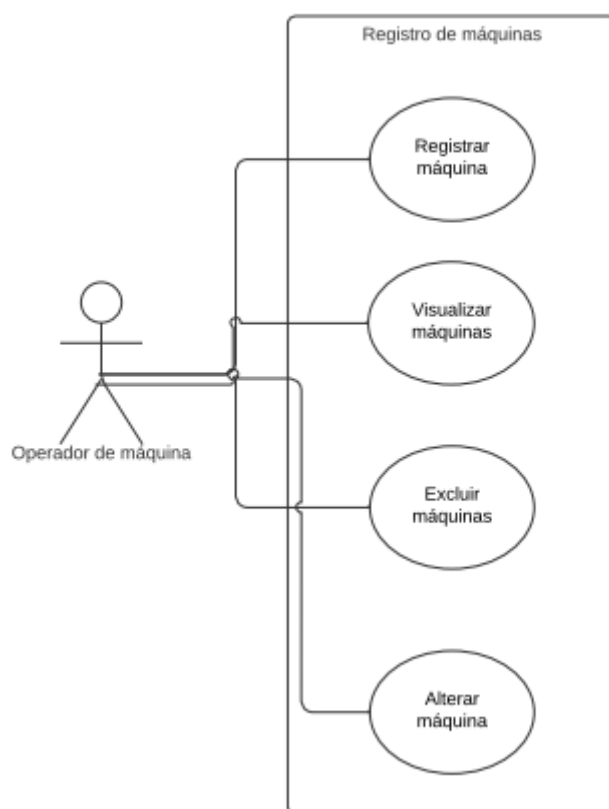 Registro de máquinas
Registrar
máquina
Visualizar
máquinas
Operador de máquina
Excluir
máquinas
Alterar
máquina